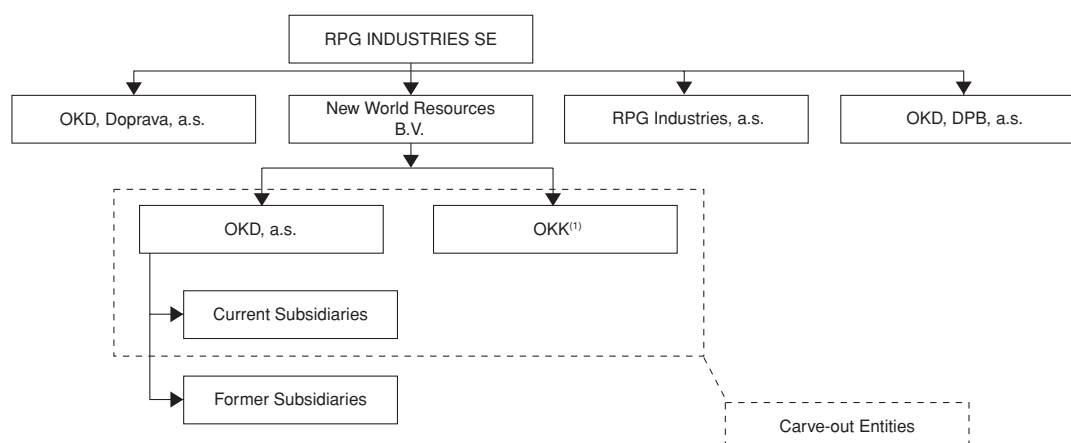 RPG INDUSTRIES SE
OKD, Doprava, a.s.
New World Resources
B.V.
RPG Industries, a.s.
OKD, DPB, a.s.
OKD, a.s.
OKK(1)
Current Subsidiaries
Former Subsidiaries
Carve-out Entities